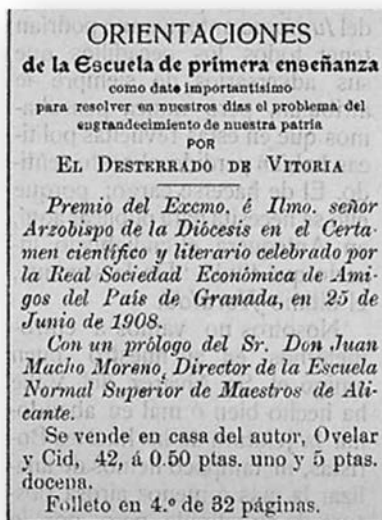 ORIENTACIONES
de la Escuela de primera enseñanza
como dato importantísimo
para resolver en nuestros días el problema del
engrandecimiento de nuestra patria
POR
EL DESTERRADO DE VITORIA
Premio del Excmo. é Ilmo. señor
Arzobispo de la Diócesis en el Certa-
men científico y literario celebrado por
la Real Sociedad Económica de Ami-
gos del País de Granada, en 25 de
Junio de 1908.
Con un prólogo del Sr. Don Juan
Macho Moreno, Director de la Escuela
Normal Superior de Maestros de Ali-
cante.
Se vende en casa del autor, Ovelar
y Cid, 42, á 0.50 ptas. uno y 5 ptas.
docena.
Folleto en 4.º de 32 páginas.